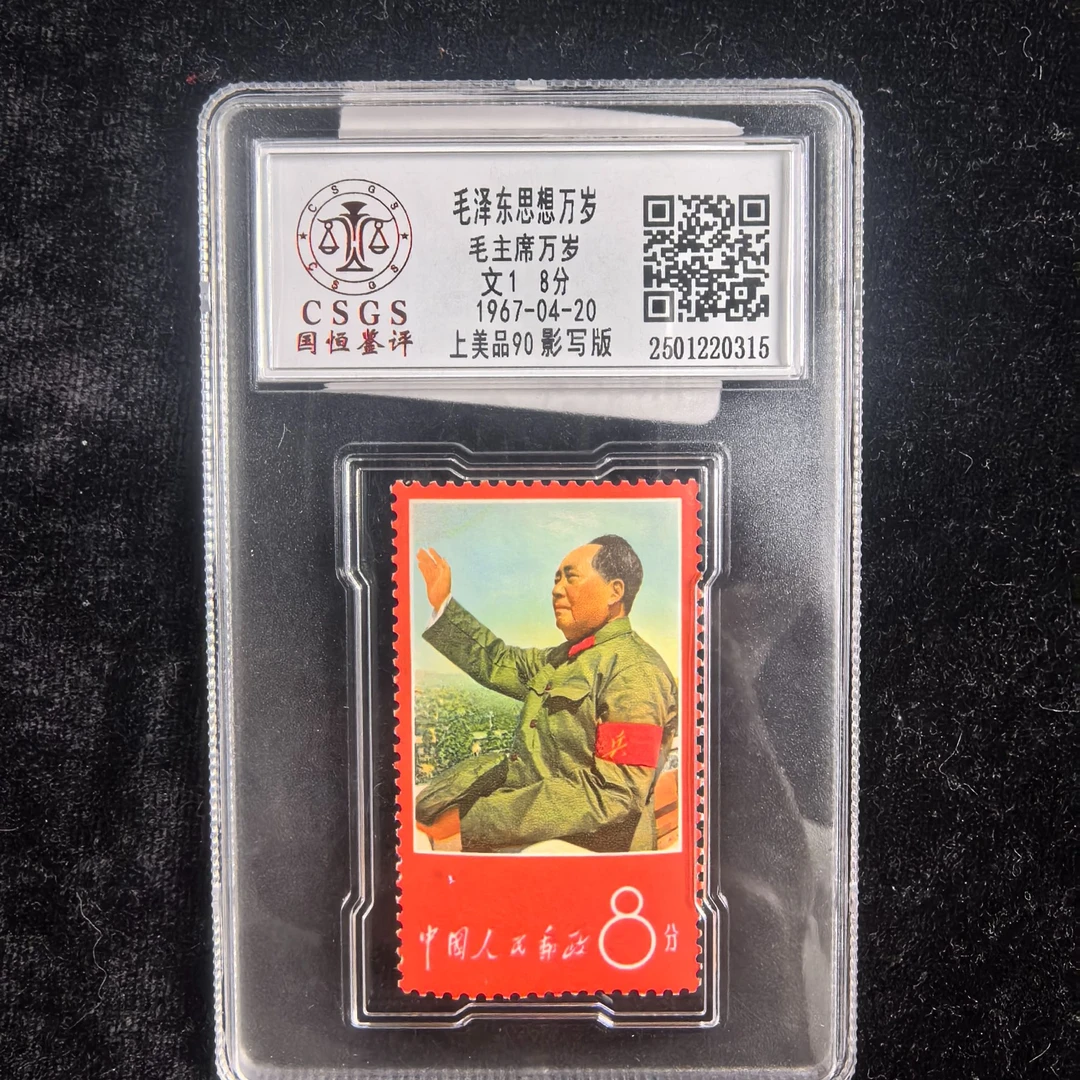 CSGS
CSGS
CSGS
国恒鉴评
毛泽东思想万岁
毛主席万岁
文1 8分
1967-04-20
上美品90 影写版
2501220315
兵
中国人民邮政 8分